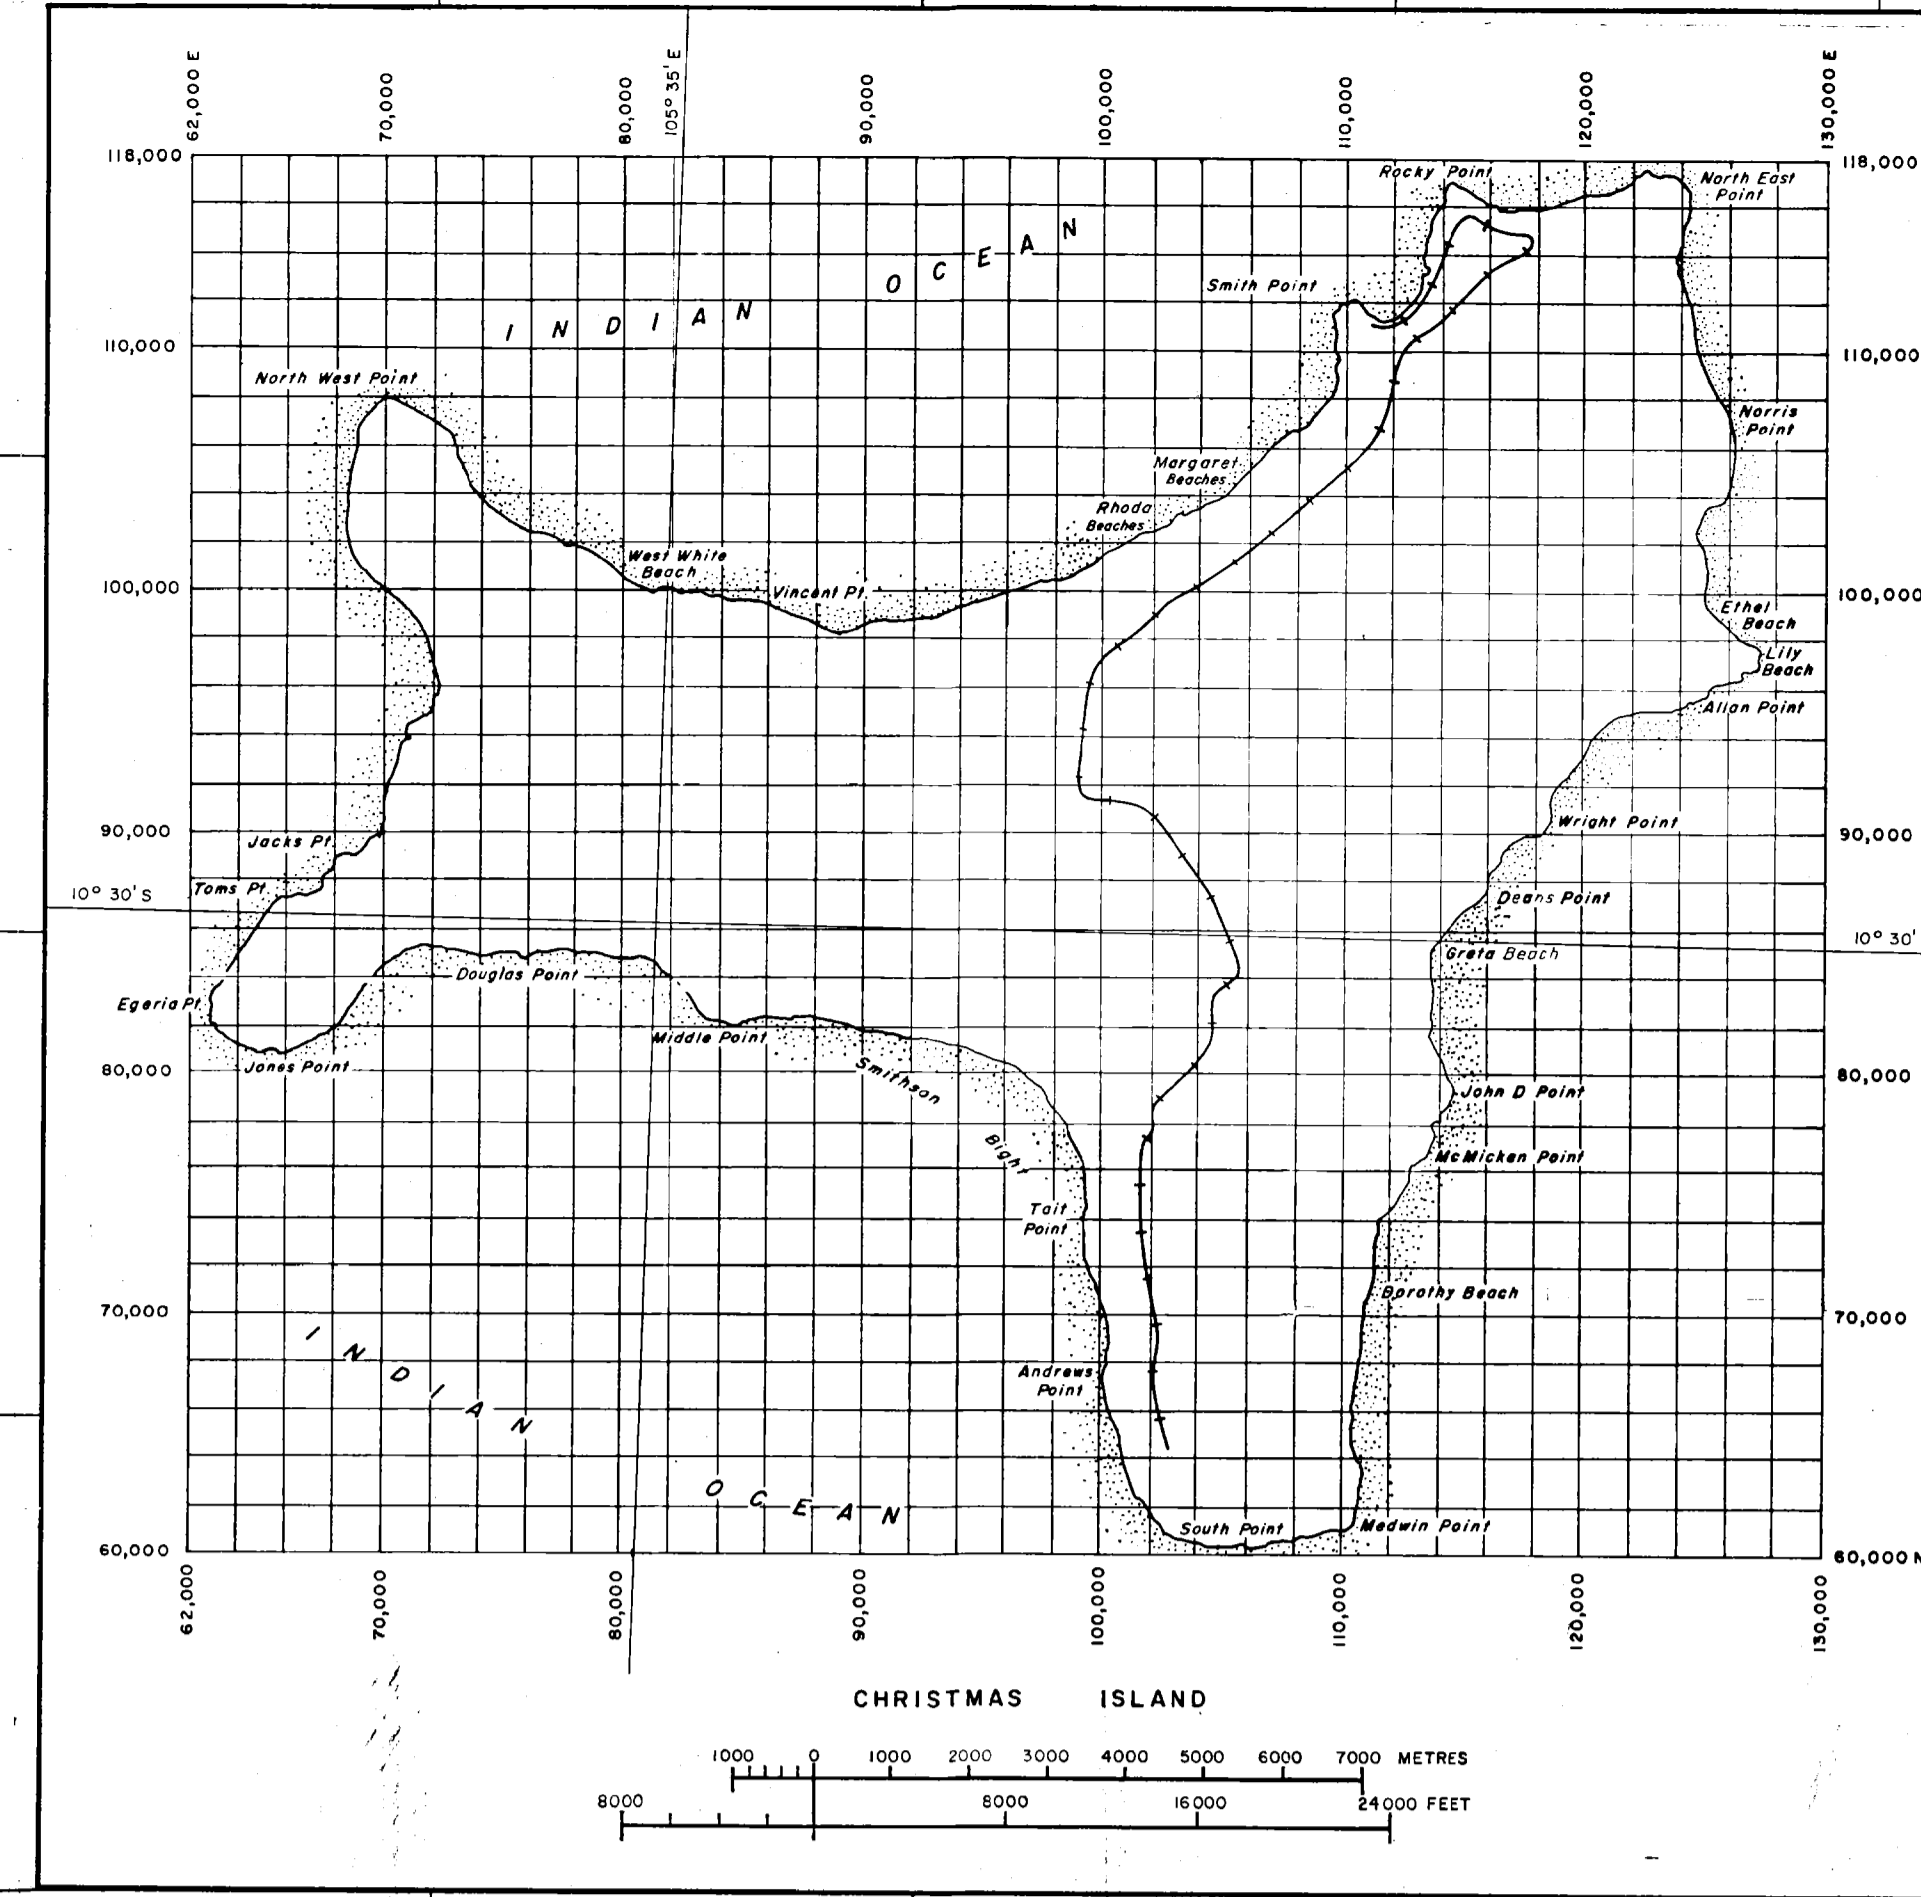 62,000 E
70,000
80,000
105° 35' E
90,000
100,000
110,000
120,000
130,000 E
118,000
118,000
Rocky Point
North East
Point
INDIAN OCEAN
Smith Point
110,000
110,000
North West Point
Norris
Point
Margaret
Beaches
Rhoda
Beaches
West White
Beach
Vincent Pt.
100,000
100,000
Ethel
Beach
Lily
Beach
Allan Point
Jacks Pt.
90,000
90,000
Wright Point
Toms Pt.
10° 30' S
Deans Point
10° 30'
Greta Beach
Egeria Pt.
Douglas Point
Middle Point
Jones Point
Smithson
Bight
80,000
80,000
John D Point
McMicken Point
Tait
Point
Dorothy Beach
70,000
70,000
INDIAN OCEAN
Andrews
Point
South Point
Medwin Point
60,000
60,000 N
62,000
70,000
80,000
90,000
100,000
110,000
120,000
130,000
CHRISTMAS ISLAND
1000 0 1000 2000 3000 4000 5000 6000 7000 METRES
8000 8000 16000 24000 FEET